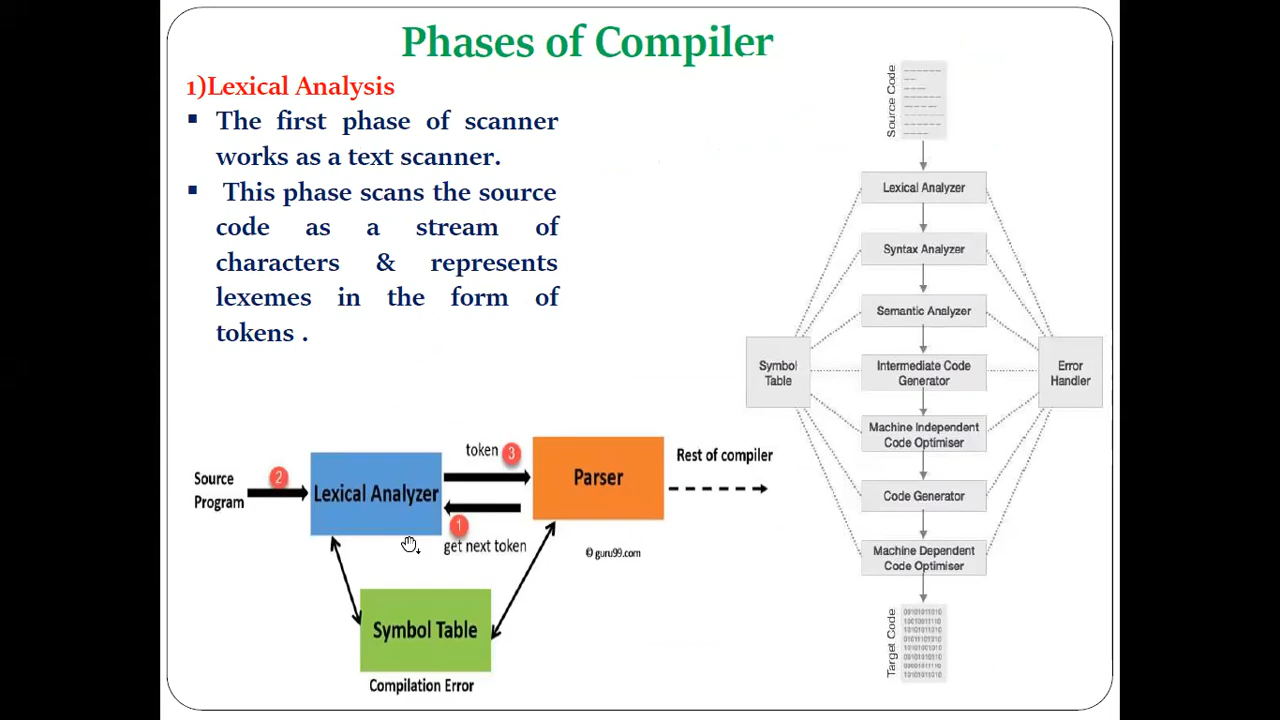 Phases of Compiler
1)Lexical Analysis
▪ The first phase of scanner
works as a text scanner.
▪ This phase scans the source
code as a stream of
characters & represents
lexemes in the form of
tokens .
Source
Program
2
Lexical Analyzer
token 3
1
get next token
Parser
Rest of compiler
© guru99.com
Symbol Table
Compilation Error
Source Code
Lexical Analyzer
Syntax Analyzer
Semantic Analyzer
Symbol
Table
Intermediate Code
Generator
Error
Handler
Machine Independent
Code Optimiser
Code Generator
Machine Dependent
Code Optimiser
Target Code